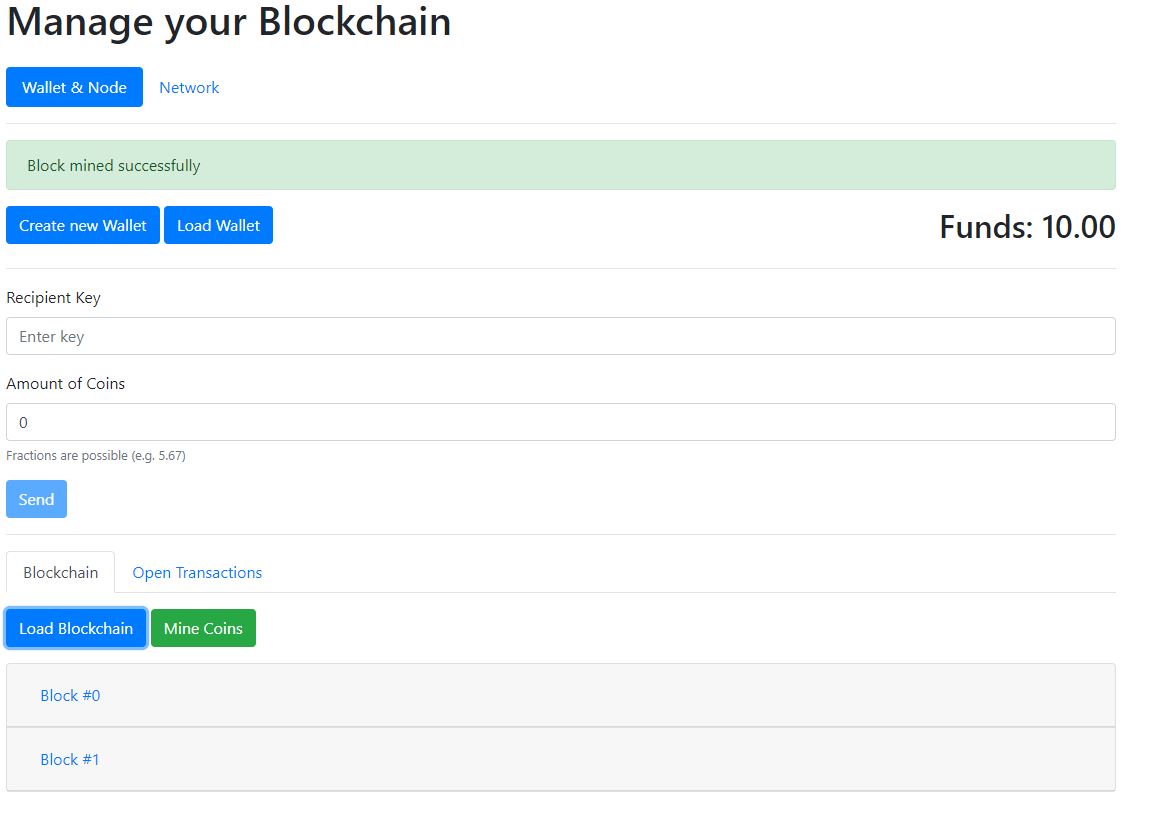 Manage your Blockchain
Wallet & Node Network
Block mined successfully
Create new Wallet Load Wallet Funds: 10.00
Recipient Key
Enter key
Amount of Coins
0
Fractions are possible (e.g. 5.67)
Send
Blockchain Open Transactions
Load Blockchain Mine Coins
Block #0
Block #1